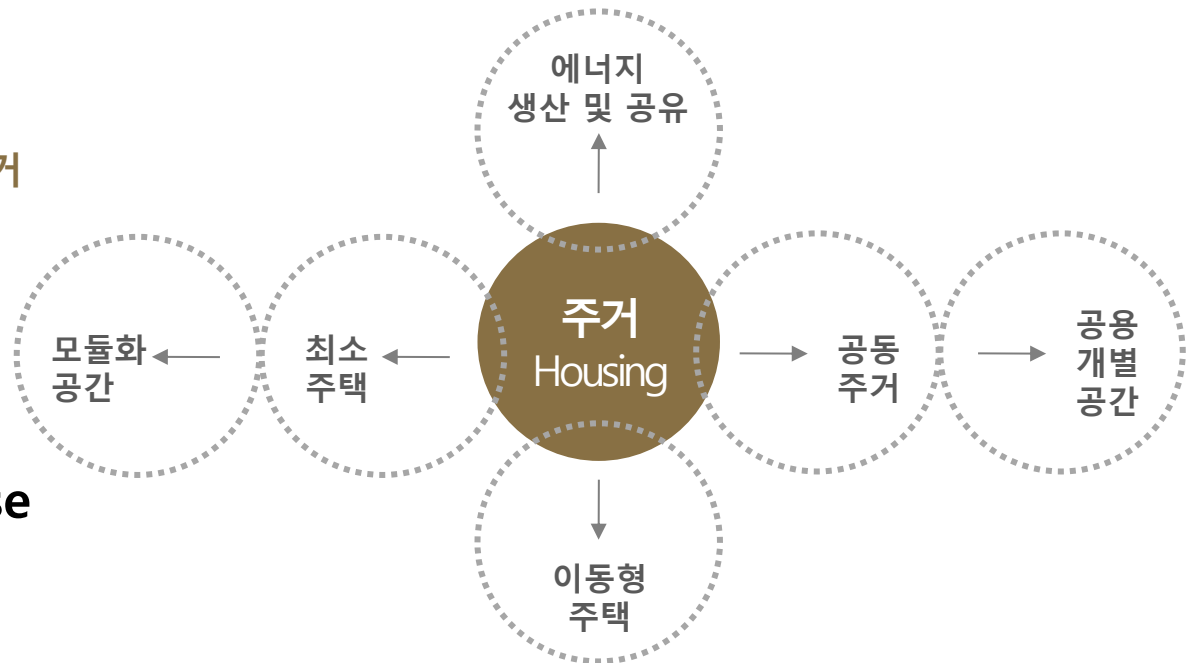 에너지
생산 및 공유
거
모듈화
공간
최소
주택
주거
Housing
공동
주거
공용
개별
공간
se
이동형
주택